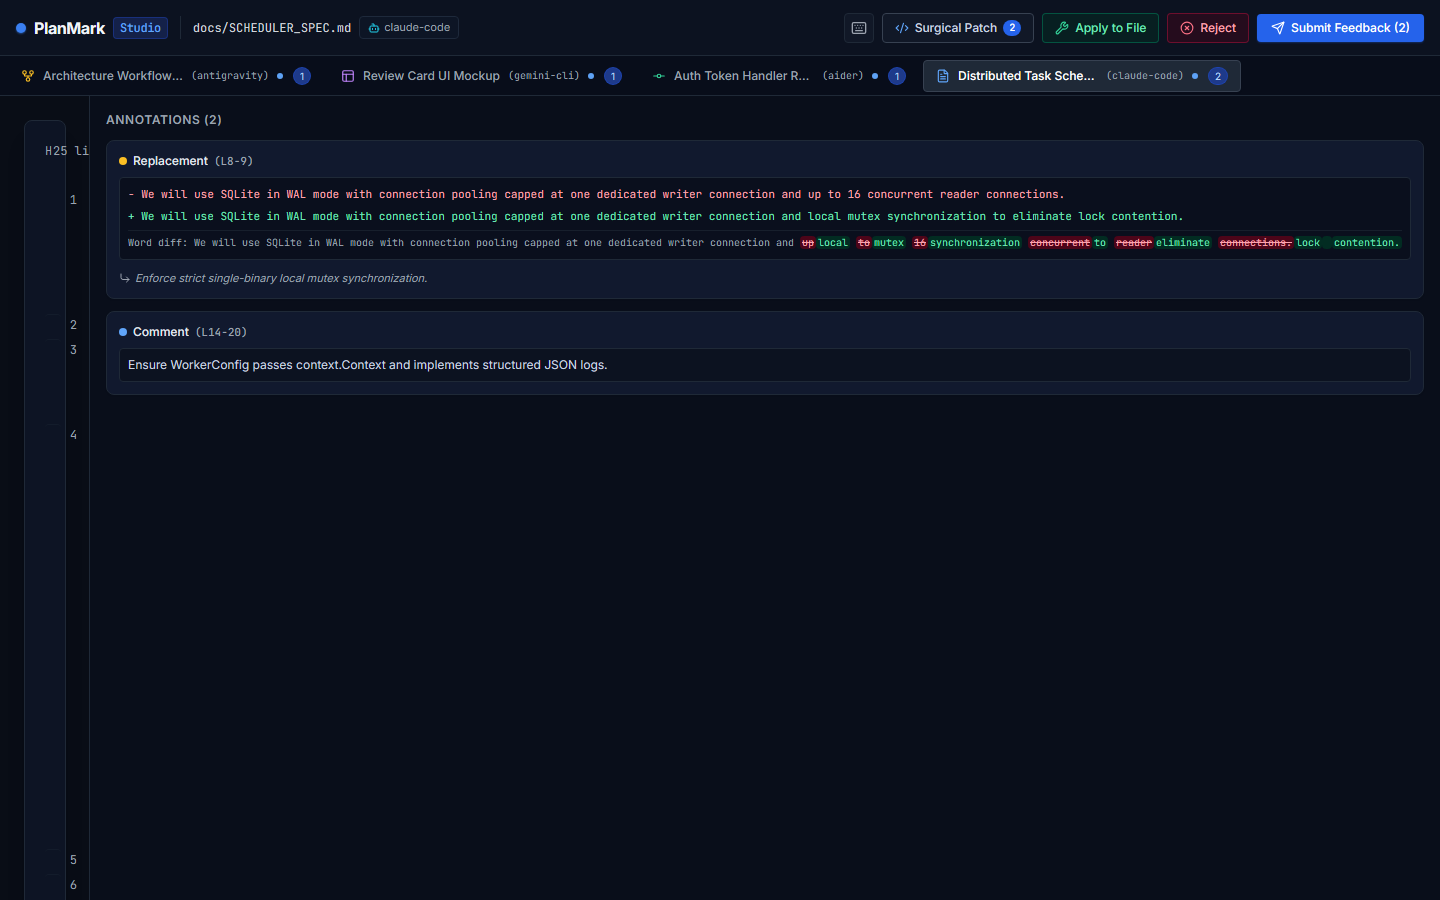 PlanMark Studio docs/SCHEDULER_SPEC.md claude-code Surgical Patch 2 Apply to File Reject Submit Feedback (2)
Architecture Workflow... (antigravity) 1 Review Card UI Mockup (gemini-cli) 1 Auth Token Handler R... (aider) 1 Distributed Task Sche... (claude-code) 2
H25 li
1
2
3
4
5
6
ANNOTATIONS (2)
Replacement (L8-9)
- We will use SQLite in WAL mode with connection pooling capped at one dedicated writer connection and up to 16 concurrent reader connections.
+ We will use SQLite in WAL mode with connection pooling capped at one dedicated writer connection and local mutex synchronization to eliminate lock contention.
Word diff: We will use SQLite in WAL mode with connection pooling capped at one dedicated writer connection and up local to mutex 16 synchronization concurrent to reader eliminate connections. lock contention.
Enforce strict single-binary local mutex synchronization.
Comment (L14-20)
Ensure WorkerConfig passes context.Context and implements structured JSON logs.